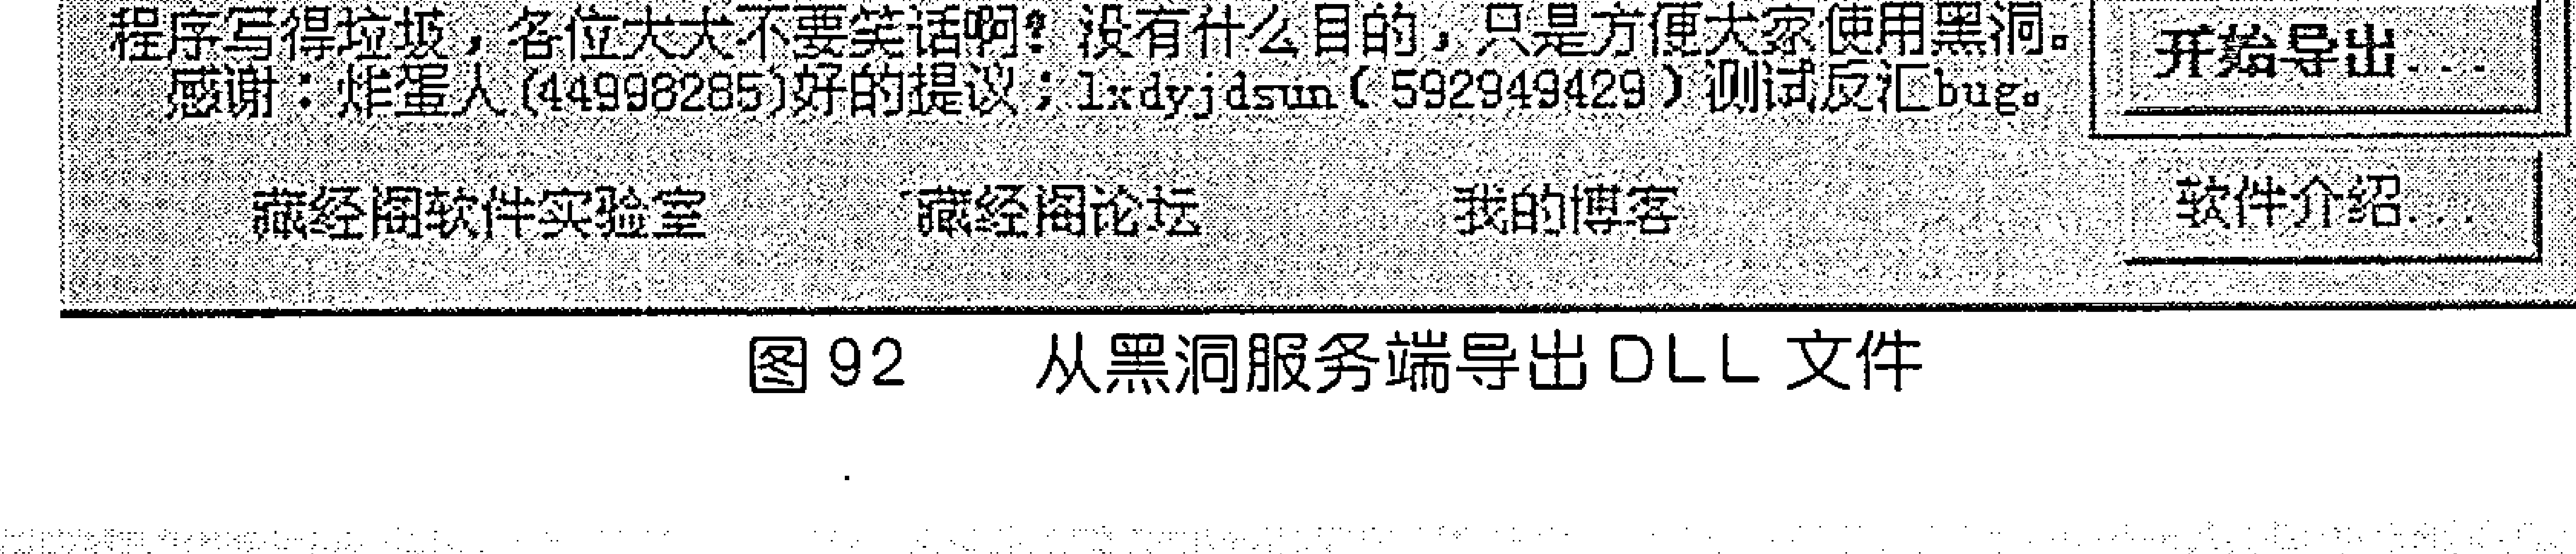 程序写得垃圾，各位大大不要笑话啊！没有什么目的，只是方便大家使用黑洞。
开始导出...
感谢：炸蛋人(44998285)好的提议；lxdyjdsun(592949429)测试反汇bug。
藏经阁软件实验室 藏经阁论坛 我的博客
软件介绍...
图92 从黑洞服务端导出DLL文件